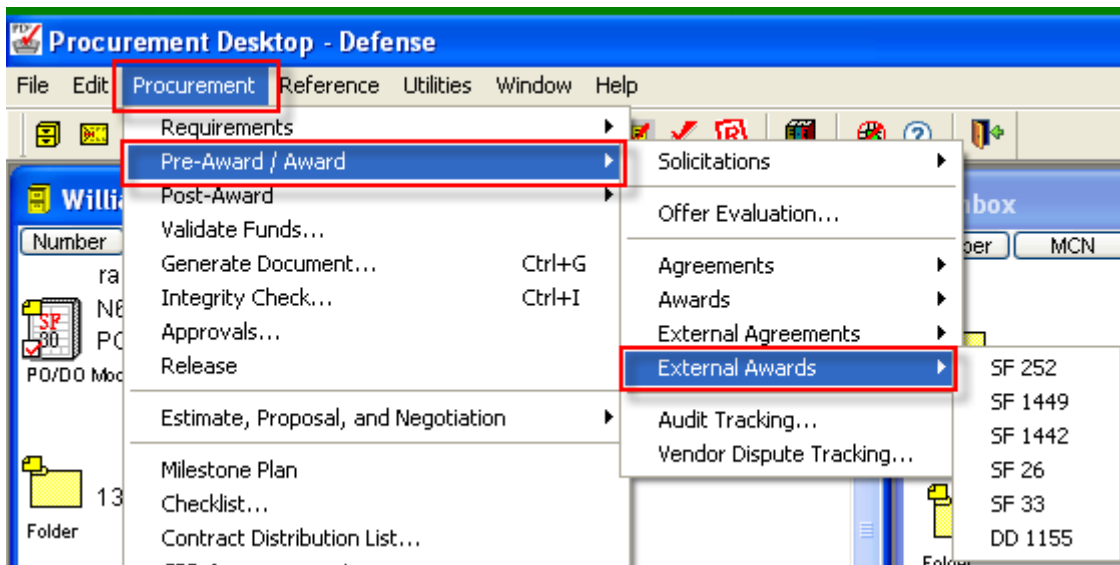 Procurement Desktop - Defense
File Edit Procurement Reference Utilities Window Help
Requirements
Pre-Award / Award
Post-Award
Validate Funds...
Generate Document... Ctrl+G
Integrity Check... Ctrl+I
Approvals...
Release
Estimate, Proposal, and Negotiation
Milestone Plan
Checklist...
Contract Distribution List...
Solicitations
Offer Evaluation...
Agreements
Awards
External Agreements
External Awards
Audit Tracking...
Vendor Dispute Tracking...
SF 252
SF 1449
SF 1442
SF 26
SF 33
DD 1155
Number
SF
30
PO/DO
13
Folder
MCN